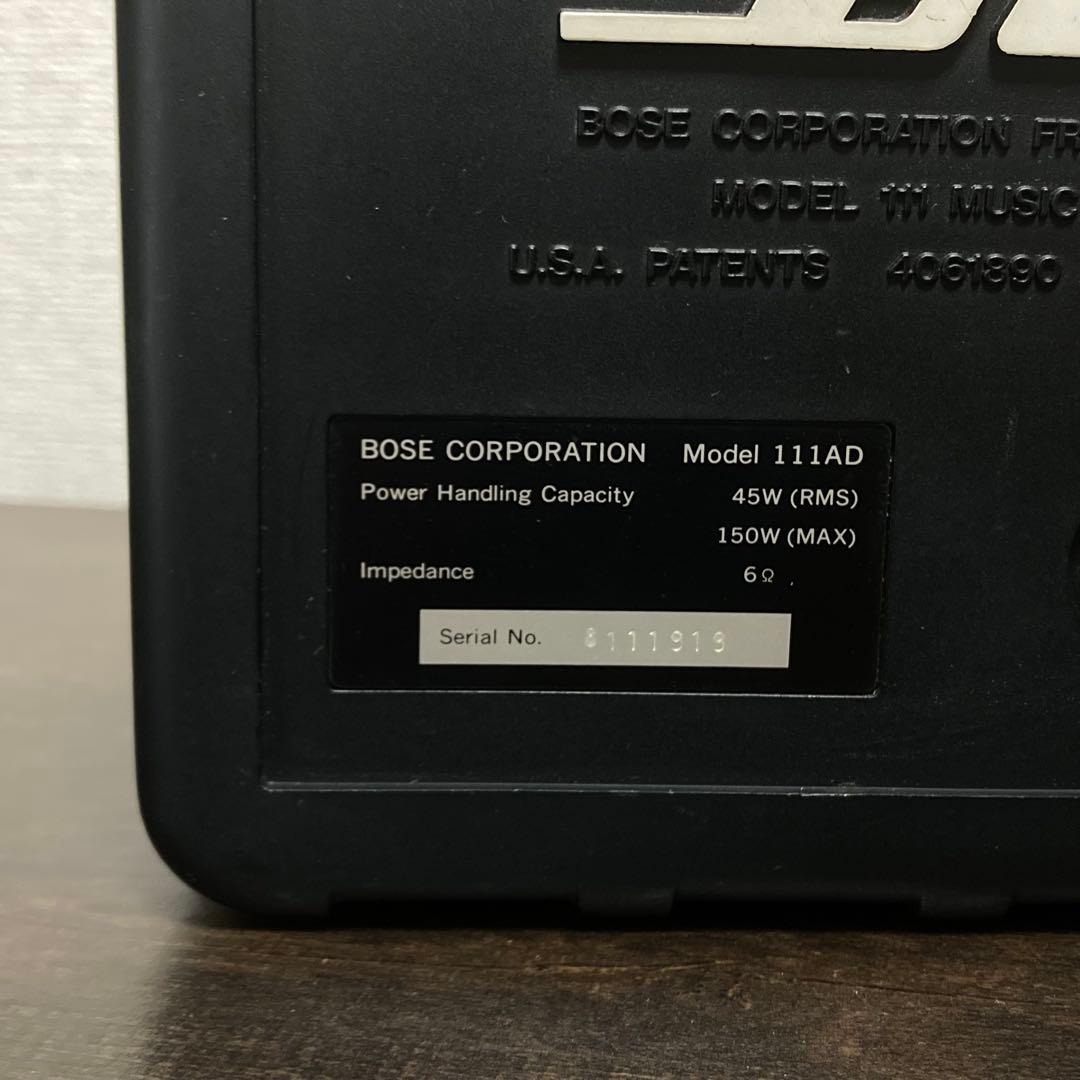 BOSE CORPORATION
MODEL 111 MUSIC
U.S.A. PATENTS 4061890
BOSE CORPORATION Model 111AD
Power Handling Capacity 45W (RMS)
150W (MAX)
Impedance 6Ω
Serial No. 8111919